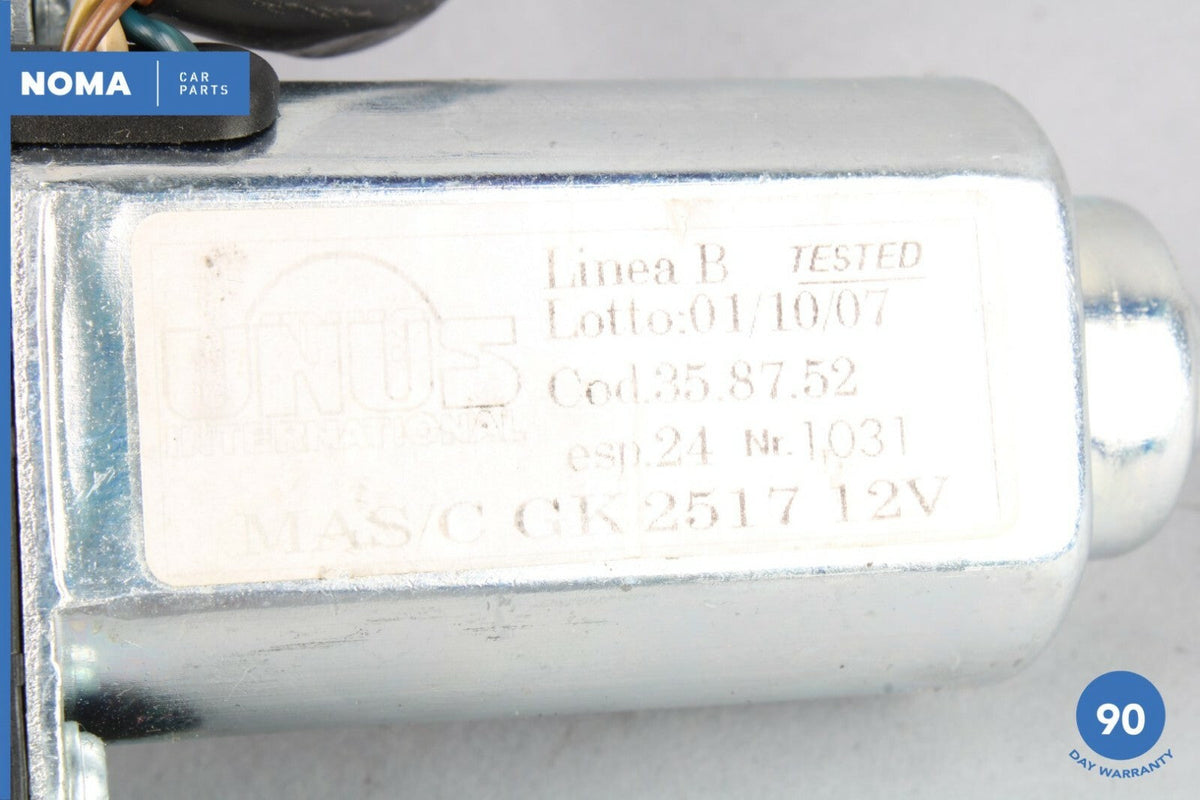 NOMA CAR PARTS
UNUS
INTERNATIONAL
Linea B TESTED
Lotto:01/10/07
Cod.35.87.52
esp.24 Nr.1031
MAS/C GK 2517 12V
90
DAY WARRANTY